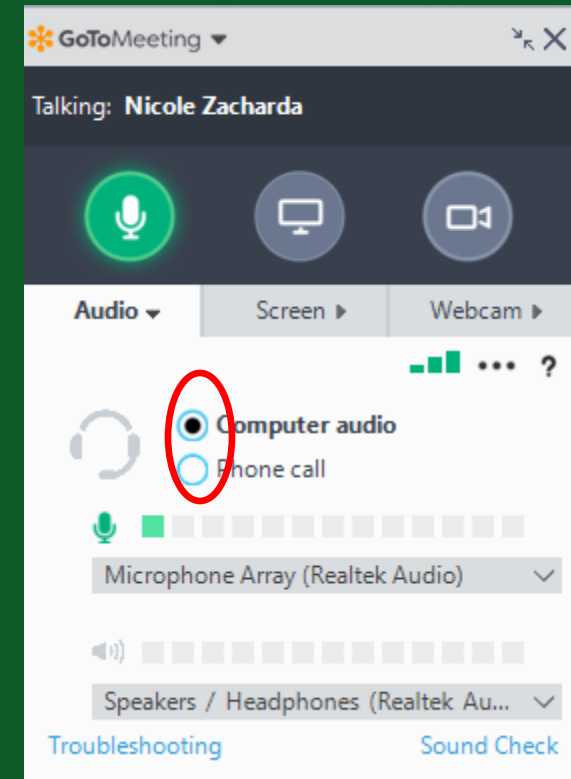 GoToMeeting
Talking: Nicole Zacharda
Audio Screen Webcam
?
Computer audio
Phone call
Microphone Array (Realtek Audio)
Speakers / Headphones (Realtek Au...
Troubleshooting Sound Check